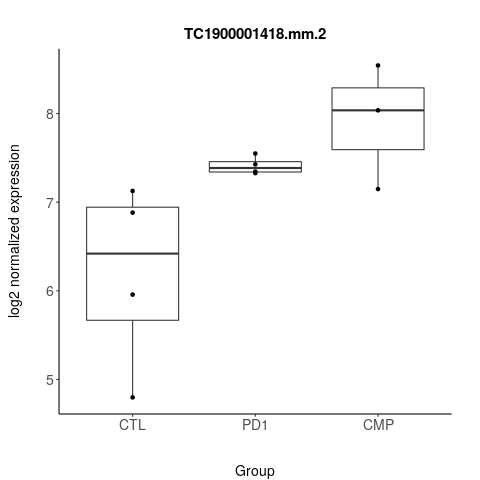 TC1900001418.mm.2
log2 normalized expression
8
7
6
5
CTL
PD1
CMP
Group